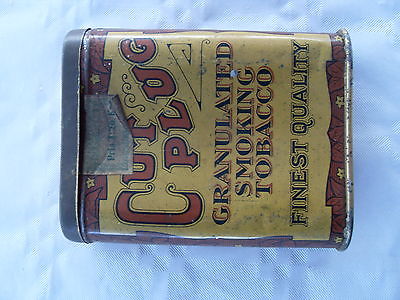 CUT
PLUG
GRANULATED
SMOKING
TOBACCO
FINEST QUALITY